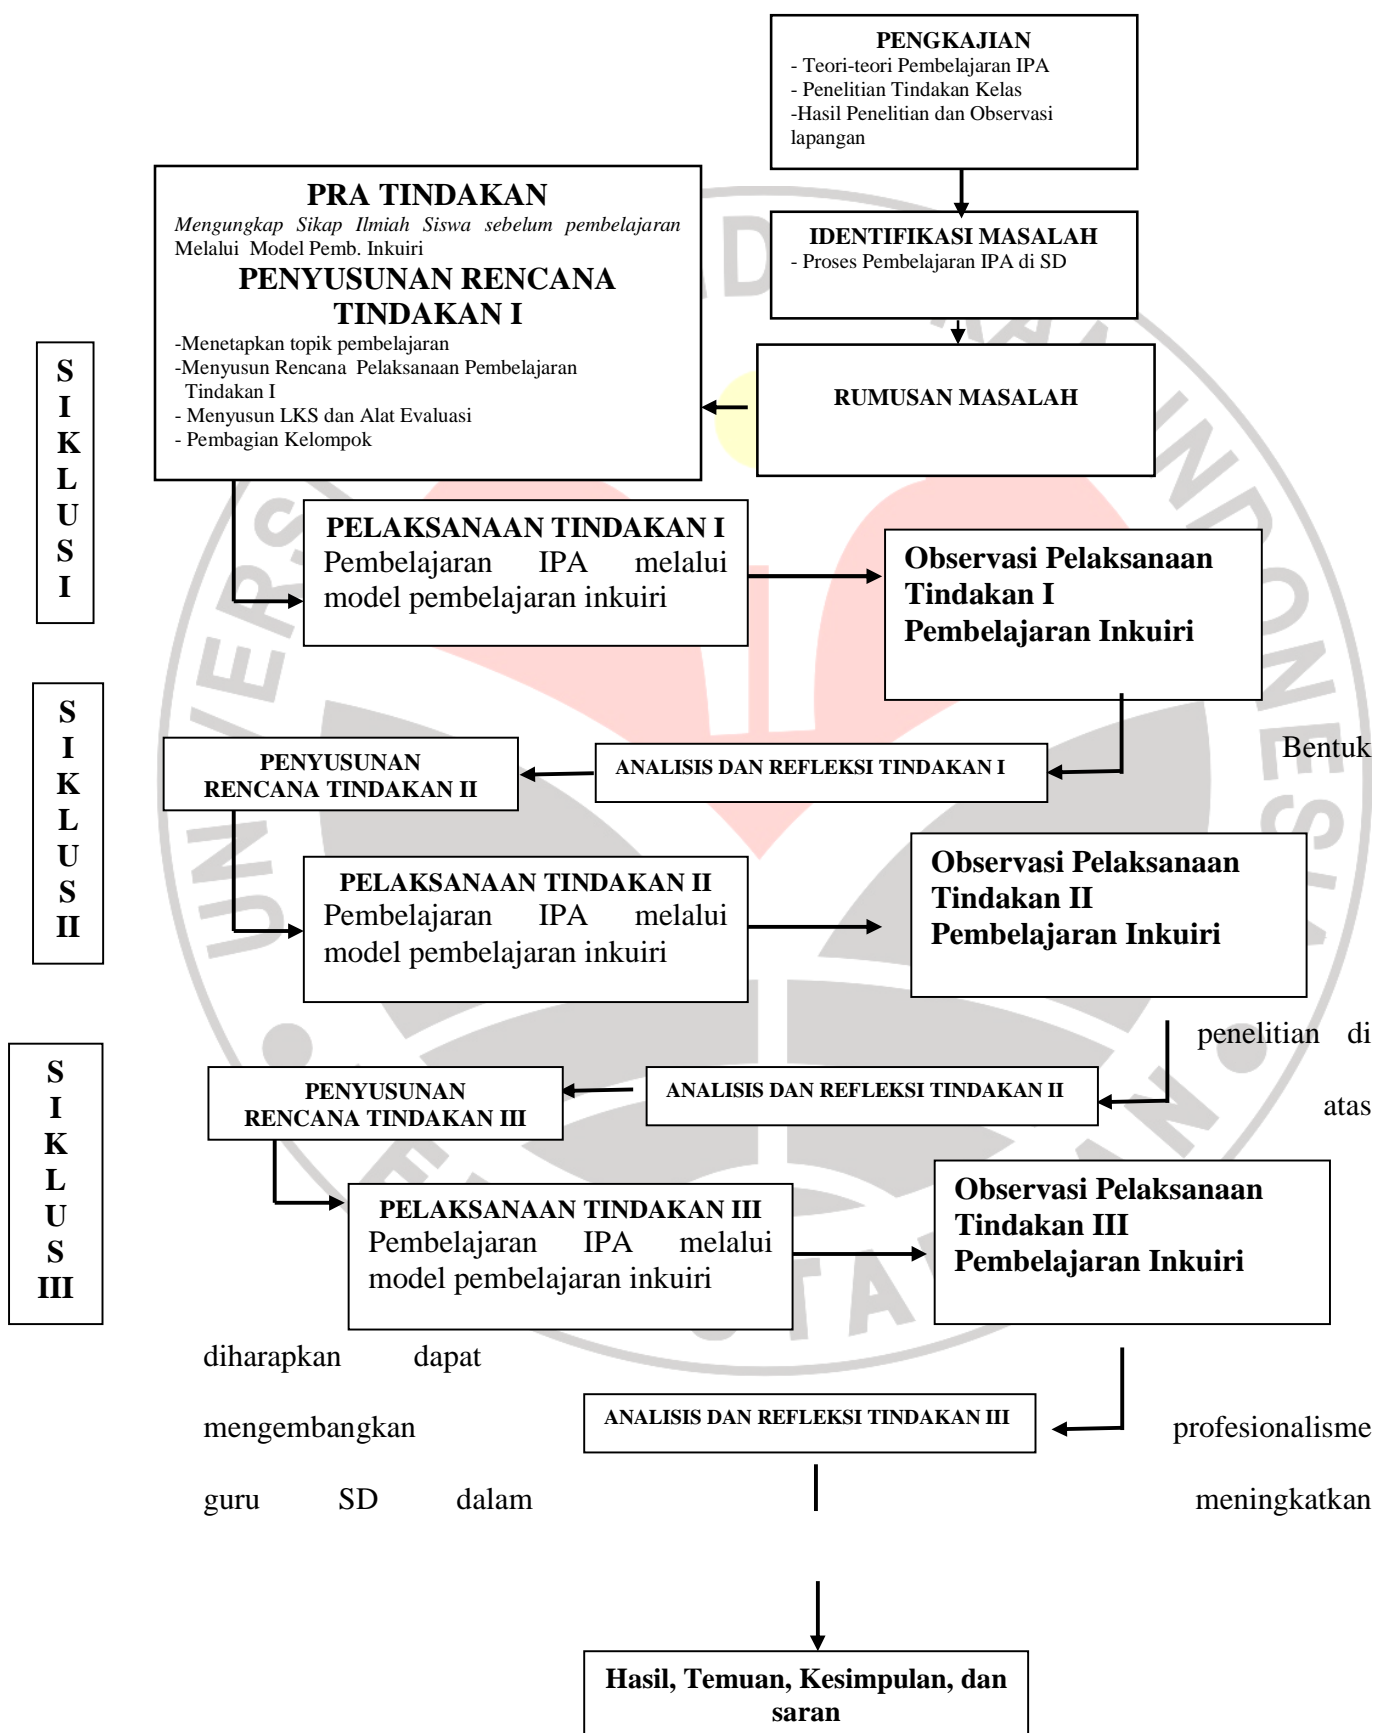 PENGKAJIAN
- Teori-teori Pembelajaran IPA
- Penelitian Tindakan Kelas
-Hasil Penelitian dan Observasi
lapangan
PRA TINDAKAN
Mengungkap Sikap Ilmiah Siswa sebelum pembelajaran
Melalui Model Pemb. Inkuiri
PENYUSUNAN RENCANA
TINDAKAN I
-Menetapkan topik pembelajaran
-Menyusun Rencana Pelaksanaan Pembelajaran
Tindakan I
- Menyusun LKS dan Alat Evaluasi
- Pembagian Kelompok
IDENTIFIKASI MASALAH
- Proses Pembelajaran IPA di SD
RUMUSAN MASALAH
S
I
K
L
U
S
I
PELAKSANAAN TINDAKAN I
Pembelajaran IPA melalui
model pembelajaran inkuiri
Observasi Pelaksanaan
Tindakan I
Pembelajaran Inkuiri
S
I
K
L
U
S
II
PENYUSUNAN
RENCANA TINDAKAN II
ANALISIS DAN REFLEKSI TINDAKAN I
Bentuk
PELAKSANAAN TINDAKAN II
Pembelajaran IPA melalui
model pembelajaran inkuiri
Observasi Pelaksanaan
Tindakan II
Pembelajaran Inkuiri
penelitian di
S
I
K
L
U
S
III
PENYUSUNAN
RENCANA TINDAKAN III
ANALISIS DAN REFLEKSI TINDAKAN II
atas
PELAKSANAAN TINDAKAN III
Pembelajaran IPA melalui
model pembelajaran inkuiri
Observasi Pelaksanaan
Tindakan III
Pembelajaran Inkuiri
diharapkan dapat
mengembangkan
ANALISIS DAN REFLEKSI TINDAKAN III
profesionalisme
guru SD dalam
meningkatkan
Hasil, Temuan, Kesimpulan, dan
saran